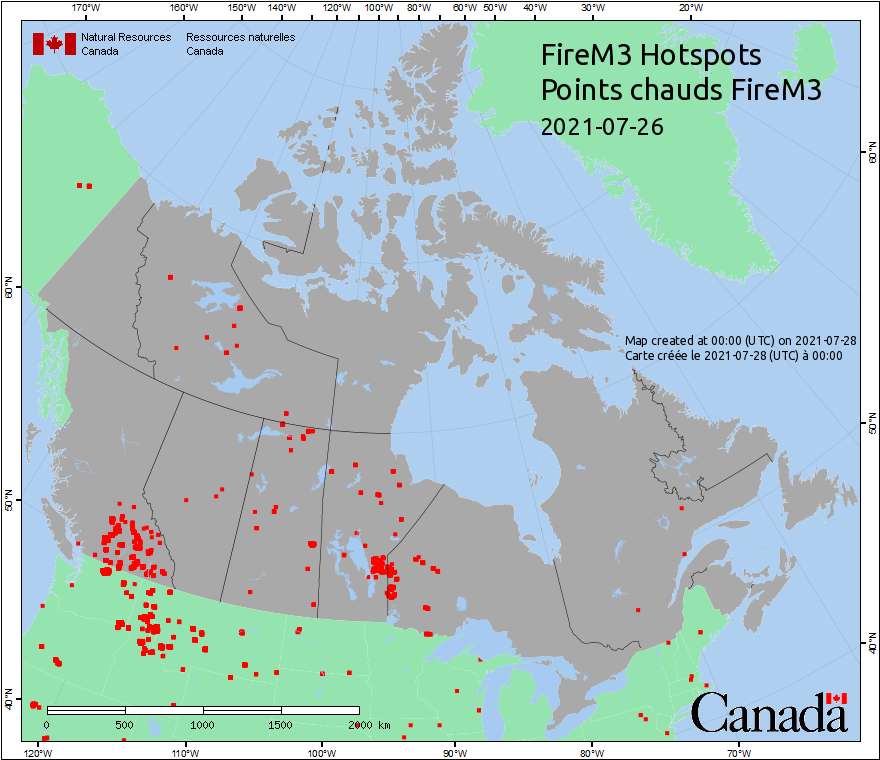 170°W 160°W 150°W 140°W 120°W 100°W 80°W 60°W 50°W 40°W 30°W 20°W
Natural Resources Canada
Ressources naturelles Canada
FireM3 Hotspots
Points chauds FireM3
2021-07-26
60°N
60°N
Map created at 00:00 (UTC) on 2021-07-28
Carte créée le 2021-07-28 (UTC) à 00:00
50°N
50°N
40°N
40°N
Canada
0 500 1000 1500 2000 km
120°W 110°W 100°W 90°W 80°W 70°W